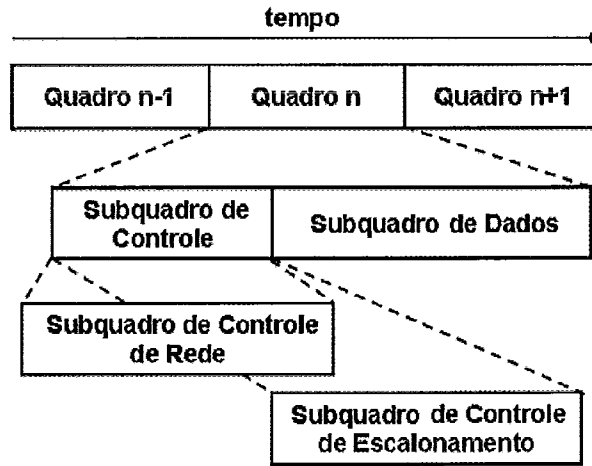 tempo
Quadro n-1
Quadro n
Quadro n+1
Subquadro de
Controle
Subquadro de Dados
Subquadro de Controle
de Rede
Subquadro de Controle
de Escalonamento